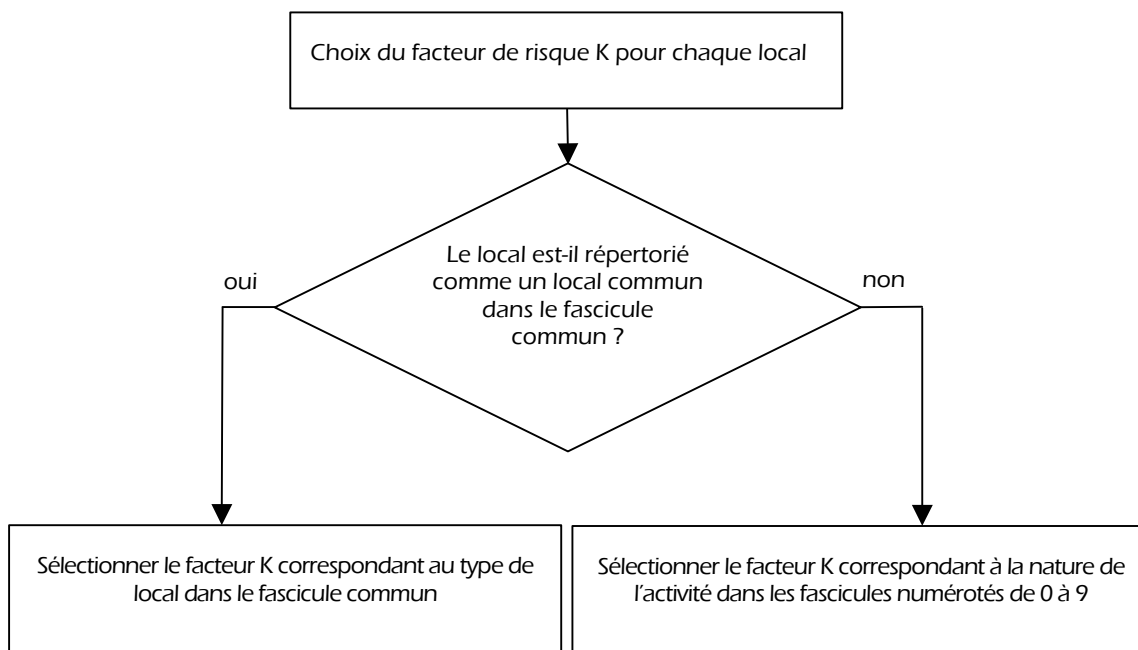 Choix du facteur de risque K pour chaque local
Le local est-il répertorié
comme un local commun
dans le fascicule
commun ?
oui
non
Sélectionner le facteur K correspondant au type de
local dans le fascicule commun
Sélectionner le facteur K correspondant à la nature de
l'activité dans les fascicules numérotés de 0 à 9